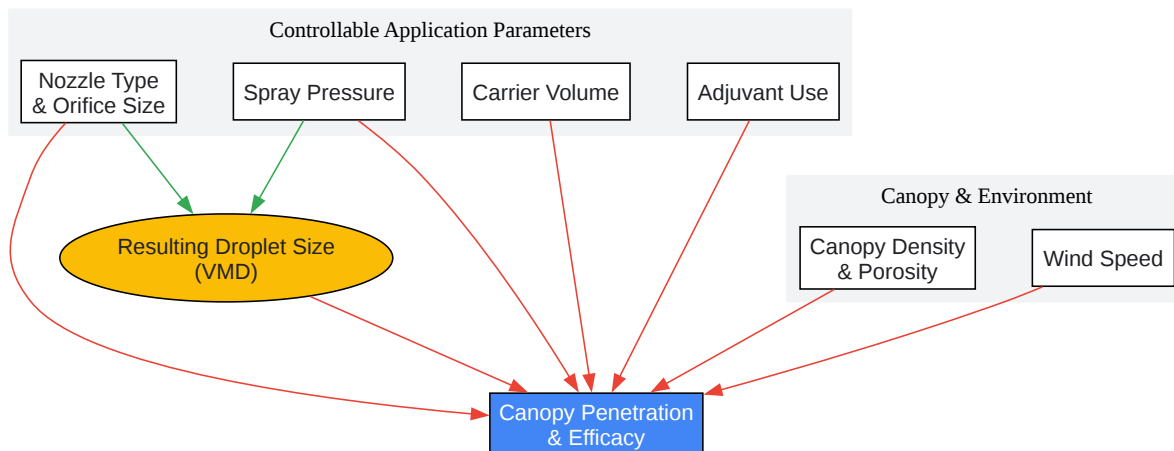 Controllable Application Parameters
Nozzle Type
& Orifice Size
Spray Pressure
Carrier Volume
Adjuvant Use
Canopy & Environment
Resulting Droplet Size
(VMD)
Canopy Density
& Porosity
Wind Speed
Canopy Penetration
& Efficacy